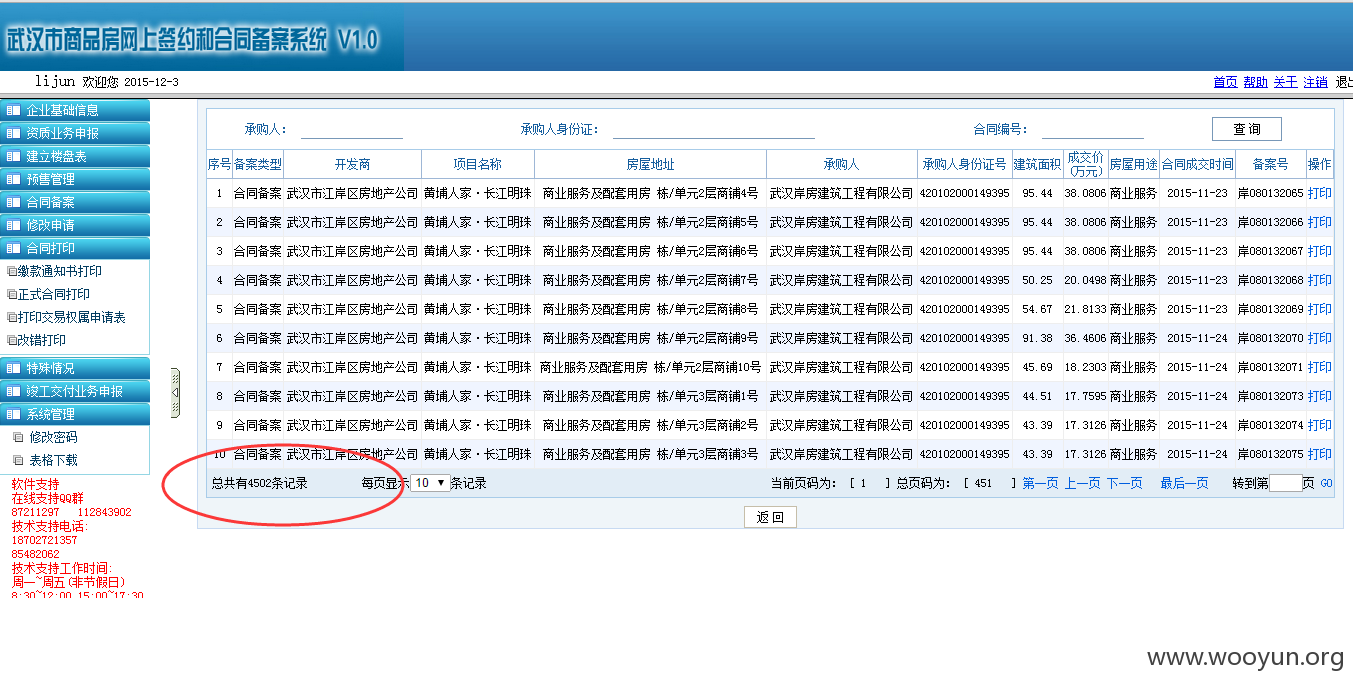 武汉市商品房网上签约和合同备案系统 V1.0
lijun 欢迎您 2015-12-3
首页 帮助 关于 注销 退出
企业基础信息
资质业务申报
建立楼盘表
预售管理
合同备案
修改申请
合同打印
缴款通知书打印
正式合同打印
打印交易权属申请表
改错打印
特殊情况
竣工交付业务申报
系统管理
修改密码
表格下载
软件支持
在线支持QQ群
87211297 112843902
技术支持电话:
18702721357
85482062
技术支持工作时间:
周一~周五(非节假日)
8:30~12:00 15:00~17:30
承购人: 承购人身份证: 合同编号: 查 询
序号 备案类型 开发商 项目名称 房屋地址 承购人 承购人身份证号 建筑面积 成交价(万元) 房屋用途 合同成交时间 备案号 操作
1 合同备案 武汉市江岸区房地产公司 黄埔人家·长江明珠 商业服务及配套用房 栋/单元2层商铺4号 武汉岸房建筑工程有限公司 420102000149395 95.44 38.0806 商业服务 2015-11-23 岸080132065 打印
2 合同备案 武汉市江岸区房地产公司 黄埔人家·长江明珠 商业服务及配套用房 栋/单元2层商铺5号 武汉岸房建筑工程有限公司 420102000149395 95.44 38.0806 商业服务 2015-11-23 岸080132066 打印
3 合同备案 武汉市江岸区房地产公司 黄埔人家·长江明珠 商业服务及配套用房 栋/单元2层商铺6号 武汉岸房建筑工程有限公司 420102000149395 95.44 38.0806 商业服务 2015-11-23 岸080132067 打印
4 合同备案 武汉市江岸区房地产公司 黄埔人家·长江明珠 商业服务及配套用房 栋/单元2层商铺7号 武汉岸房建筑工程有限公司 420102000149395 50.25 20.0498 商业服务 2015-11-23 岸080132068 打印
5 合同备案 武汉市江岸区房地产公司 黄埔人家·长江明珠 商业服务及配套用房 栋/单元2层商铺8号 武汉岸房建筑工程有限公司 420102000149395 54.67 21.8133 商业服务 2015-11-23 岸080132069 打印
6 合同备案 武汉市江岸区房地产公司 黄埔人家·长江明珠 商业服务及配套用房 栋/单元2层商铺9号 武汉岸房建筑工程有限公司 420102000149395 91.38 36.4606 商业服务 2015-11-23 岸080132070 打印
7 合同备案 武汉市江岸区房地产公司 黄埔人家·长江明珠 商业服务及配套用房 栋/单元2层商铺10号 武汉岸房建筑工程有限公司 420102000149395 45.69 18.2303 商业服务 2015-11-24 岸080132071 打印
8 合同备案 武汉市江岸区房地产公司 黄埔人家·长江明珠 商业服务及配套用房 栋/单元3层商铺1号 武汉岸房建筑工程有限公司 420102000149395 44.51 17.7595 商业服务 2015-11-24 岸080132073 打印
9 合同备案 武汉市江岸区房地产公司 黄埔人家·长江明珠 商业服务及配套用房 栋/单元3层商铺2号 武汉岸房建筑工程有限公司 420102000149395 43.39 17.3126 商业服务 2015-11-24 岸080132074 打印
10 合同备案 武汉市江岸区房地产公司 黄埔人家·长江明珠 商业服务及配套用房 栋/单元3层商铺3号 武汉岸房建筑工程有限公司 420102000149395 43.39 17.3126 商业服务 2015-11-24 岸080132075 打印
总共有4502条记录 每页显示 10 条记录 当前页码为: [ 1 ] 总页码为: [ 451 ] 第一页 上一页 下一页 最后一页 转到第 页 GO
返 回
www.wooyun.org